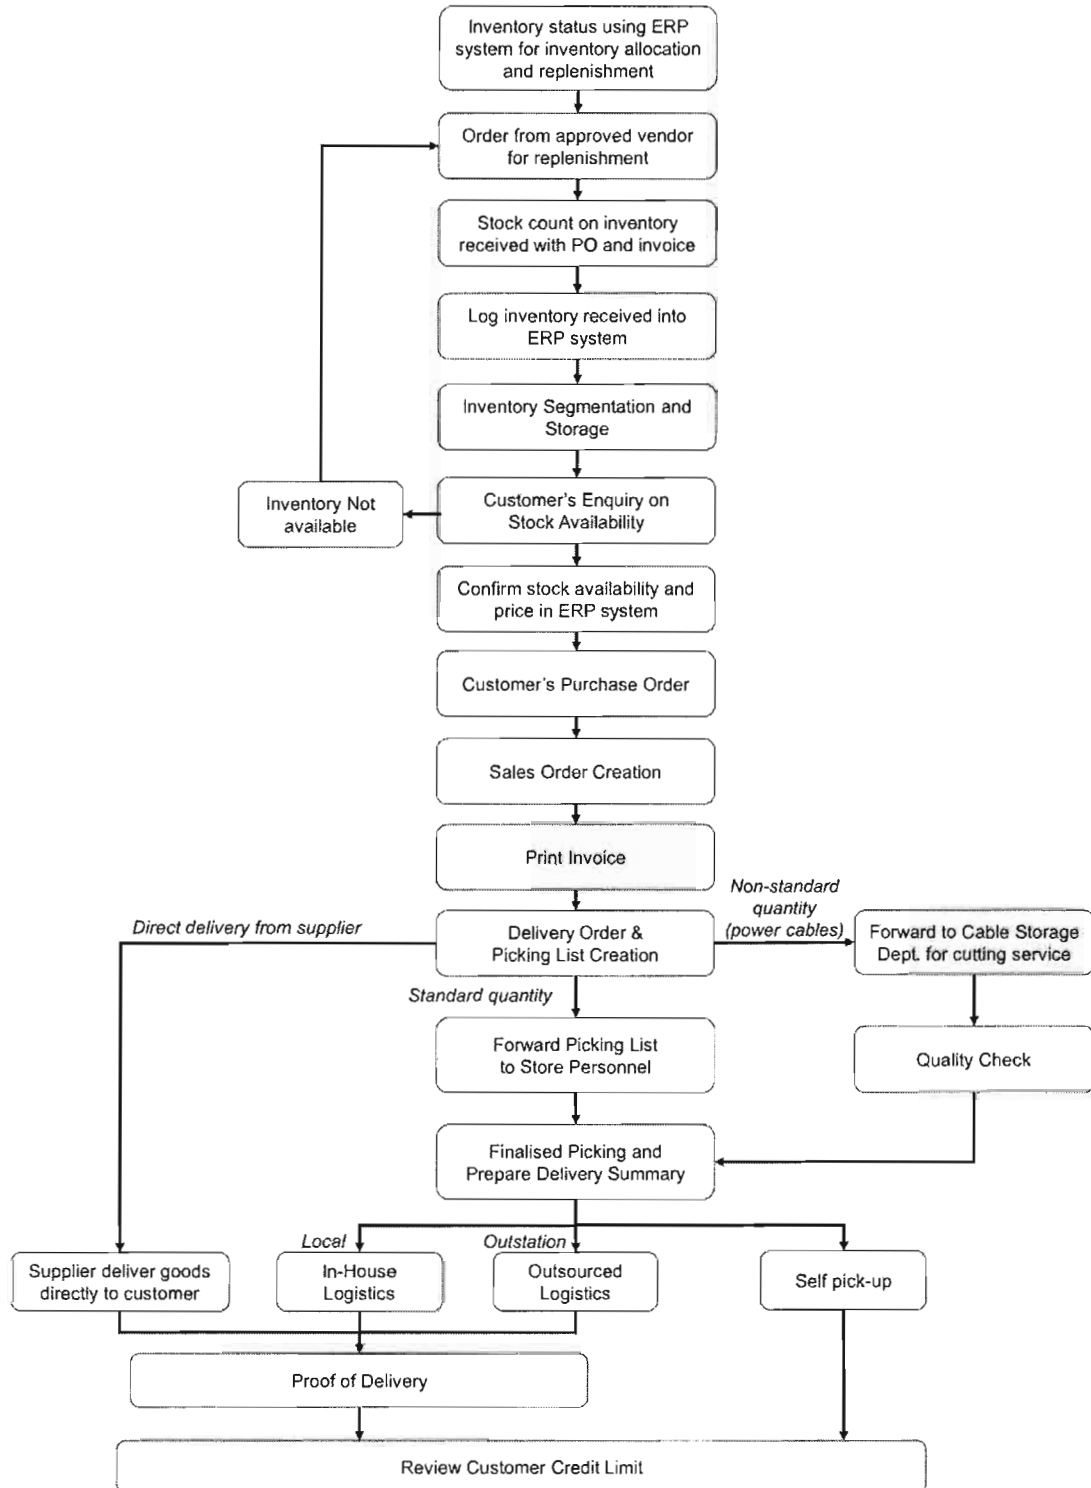 Inventory status using ERP
system for inventory allocation
and replenishment
Order from approved vendor
for replenishment
Stock count on inventory
received with PO and invoice
Log inventory received into
ERP system
Inventory Segmentation and
Storage
Inventory Not
available
Customer's Enquiry on
Stock Availability
Confirm stock availability and
price in ERP system
Customer's Purchase Order
Sales Order Creation
Print Invoice
Direct delivery from supplier
Delivery Order &
Picking List Creation
Non-standard
quantity
(power cables)
Forward to Cable Storage
Dept. for cutting service
Standard quantity
Forward Picking List
to Store Personnel
Quality Check
Finalised Picking and
Prepare Delivery Summary
Local
Outstation
Supplier deliver goods
directly to customer
In-House
Logistics
Outsourced
Logistics
Self pick-up
Proof of Delivery
Review Customer Credit Limit